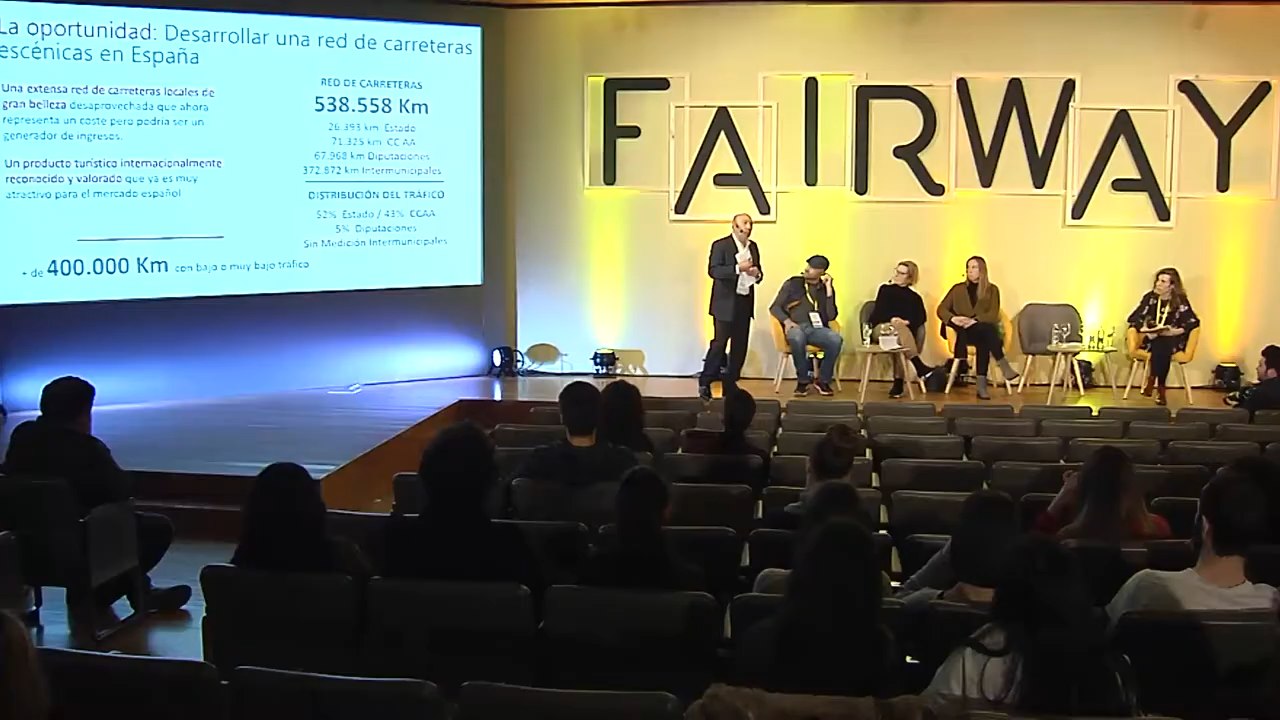 La oportunidad: Desarrollar una red de carreteras
escénicas en España
Una extensa red de carreteras locales de
gran belleza desaprovechada que ahora
representa un coste pero podría ser un
generador de ingresos.
Un producto turístico internacionalmente
reconocido y valorado que ya es muy
atractivo para el mercado español
RED DE CARRETERAS
538.558 Km
26.393 km Estado
71.325 km CCAA
67.968 km Diputaciones
372.872 km Intermunicipales
DISTRIBUCIÓN DEL TRÁFICO
52% Estado / 43% CCAA
5% Diputaciones
Sin Medición Intermunicipales
+ de 400.000 Km con bajo o muy bajo tráfico
FAIRWAY